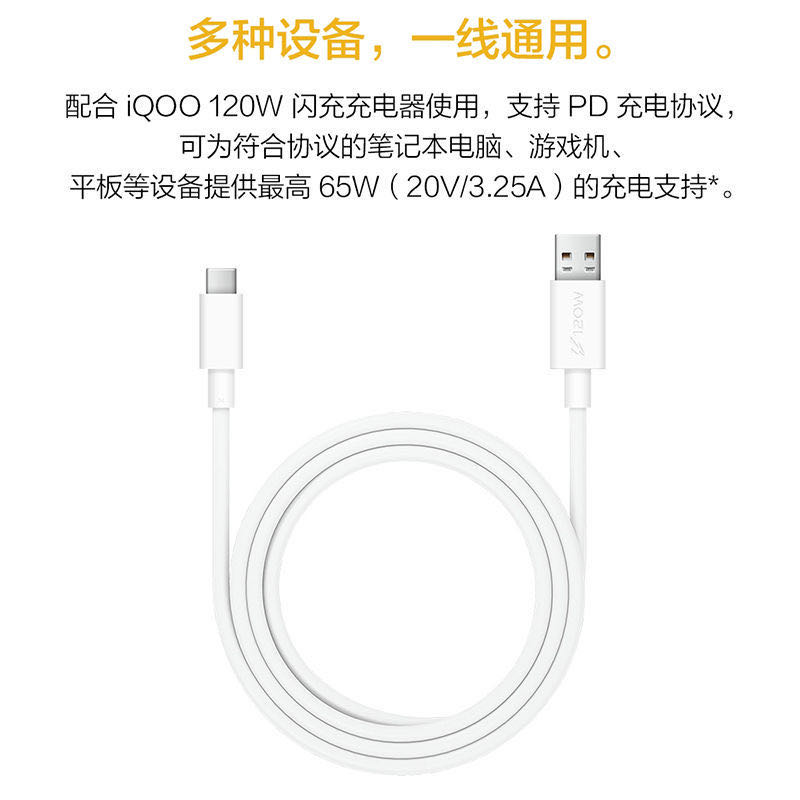 多种设备，一线通用。
配合 iQOO 120W 闪充充电器使用，支持 PD 充电协议，
可为符合协议的笔记本电脑、游戏机、
平板等设备提供最高 65W（20V/3.25A）的充电支持*。
120W